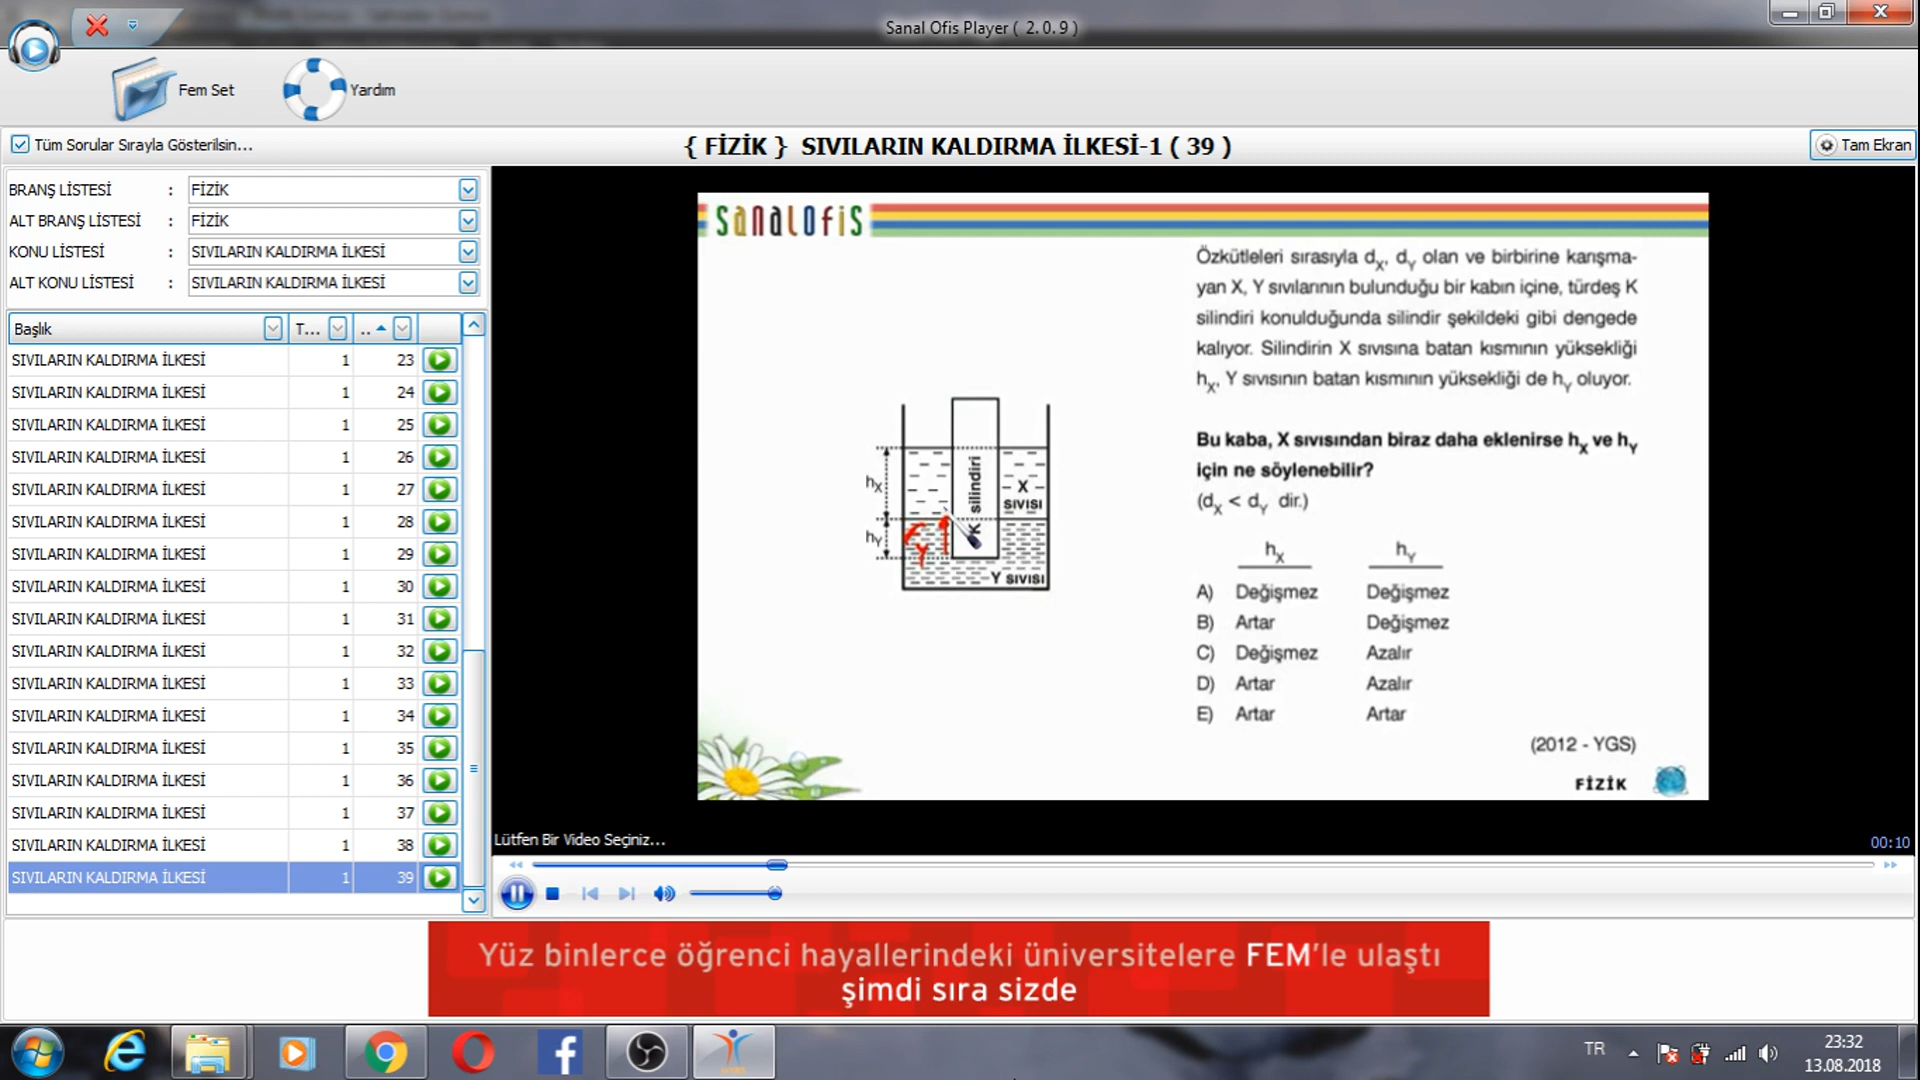 Sanal Ofis Player ( 2.0.9 )
Fem Set
Yardım
Tüm Sorular Sırayla Gösterilsin...
{ FİZİK } SIVILARIN KALDIRMA İLKESİ-1 ( 39 )
Tam Ekran
BRANŞ LİSTESİ : FİZİK
ALT BRANŞ LİSTESİ : FİZİK
KONU LİSTESİ : SIVILARIN KALDIRMA İLKESİ
ALT KONU LİSTESİ : SIVILARIN KALDIRMA İLKESİ
Başlık T... ..
SIVILARIN KALDIRMA İLKESİ 1 23
SIVILARIN KALDIRMA İLKESİ 1 24
SIVILARIN KALDIRMA İLKESİ 1 25
SIVILARIN KALDIRMA İLKESİ 1 26
SIVILARIN KALDIRMA İLKESİ 1 27
SIVILARIN KALDIRMA İLKESİ 1 28
SIVILARIN KALDIRMA İLKESİ 1 29
SIVILARIN KALDIRMA İLKESİ 1 30
SIVILARIN KALDIRMA İLKESİ 1 31
SIVILARIN KALDIRMA İLKESİ 1 32
SIVILARIN KALDIRMA İLKESİ 1 33
SIVILARIN KALDIRMA İLKESİ 1 34
SIVILARIN KALDIRMA İLKESİ 1 35
SIVILARIN KALDIRMA İLKESİ 1 36
SIVILARIN KALDIRMA İLKESİ 1 37
SIVILARIN KALDIRMA İLKESİ 1 38
SIVILARIN KALDIRMA İLKESİ 1 39
SANALOFİS
Özkütleleri sırasıyla dX, dY olan ve birbirine karışma-
yan X, Y sıvılarının bulunduğu bir kabın içine, türdeş K
silindiri konulduğunda silindir şekildeki gibi dengede
kalıyor. Silindirin X sıvısına batan kısmının yüksekliği
hX, Y sıvısının batan kısmının yüksekliği de hY oluyor.
Bu kaba, X sıvısından biraz daha eklenirse hX ve hY
için ne söylenebilir?
(dX < dY dir.)
hX hY
A) Değişmez Değişmez
B) Artar Değişmez
C) Değişmez Azalır
D) Artar Azalır
E) Artar Artar
(2012 - YGS)
FİZİK
hX
hY
K silindiri
X
SIVISI
Y SIVISI
Y
Lütfen Bir Video Seçiniz...
00:10
Yüz binlerce öğrenci hayallerindeki üniversitelere FEM'le ulaştı
şimdi sıra sizde
TR
23:32
13.08.2018